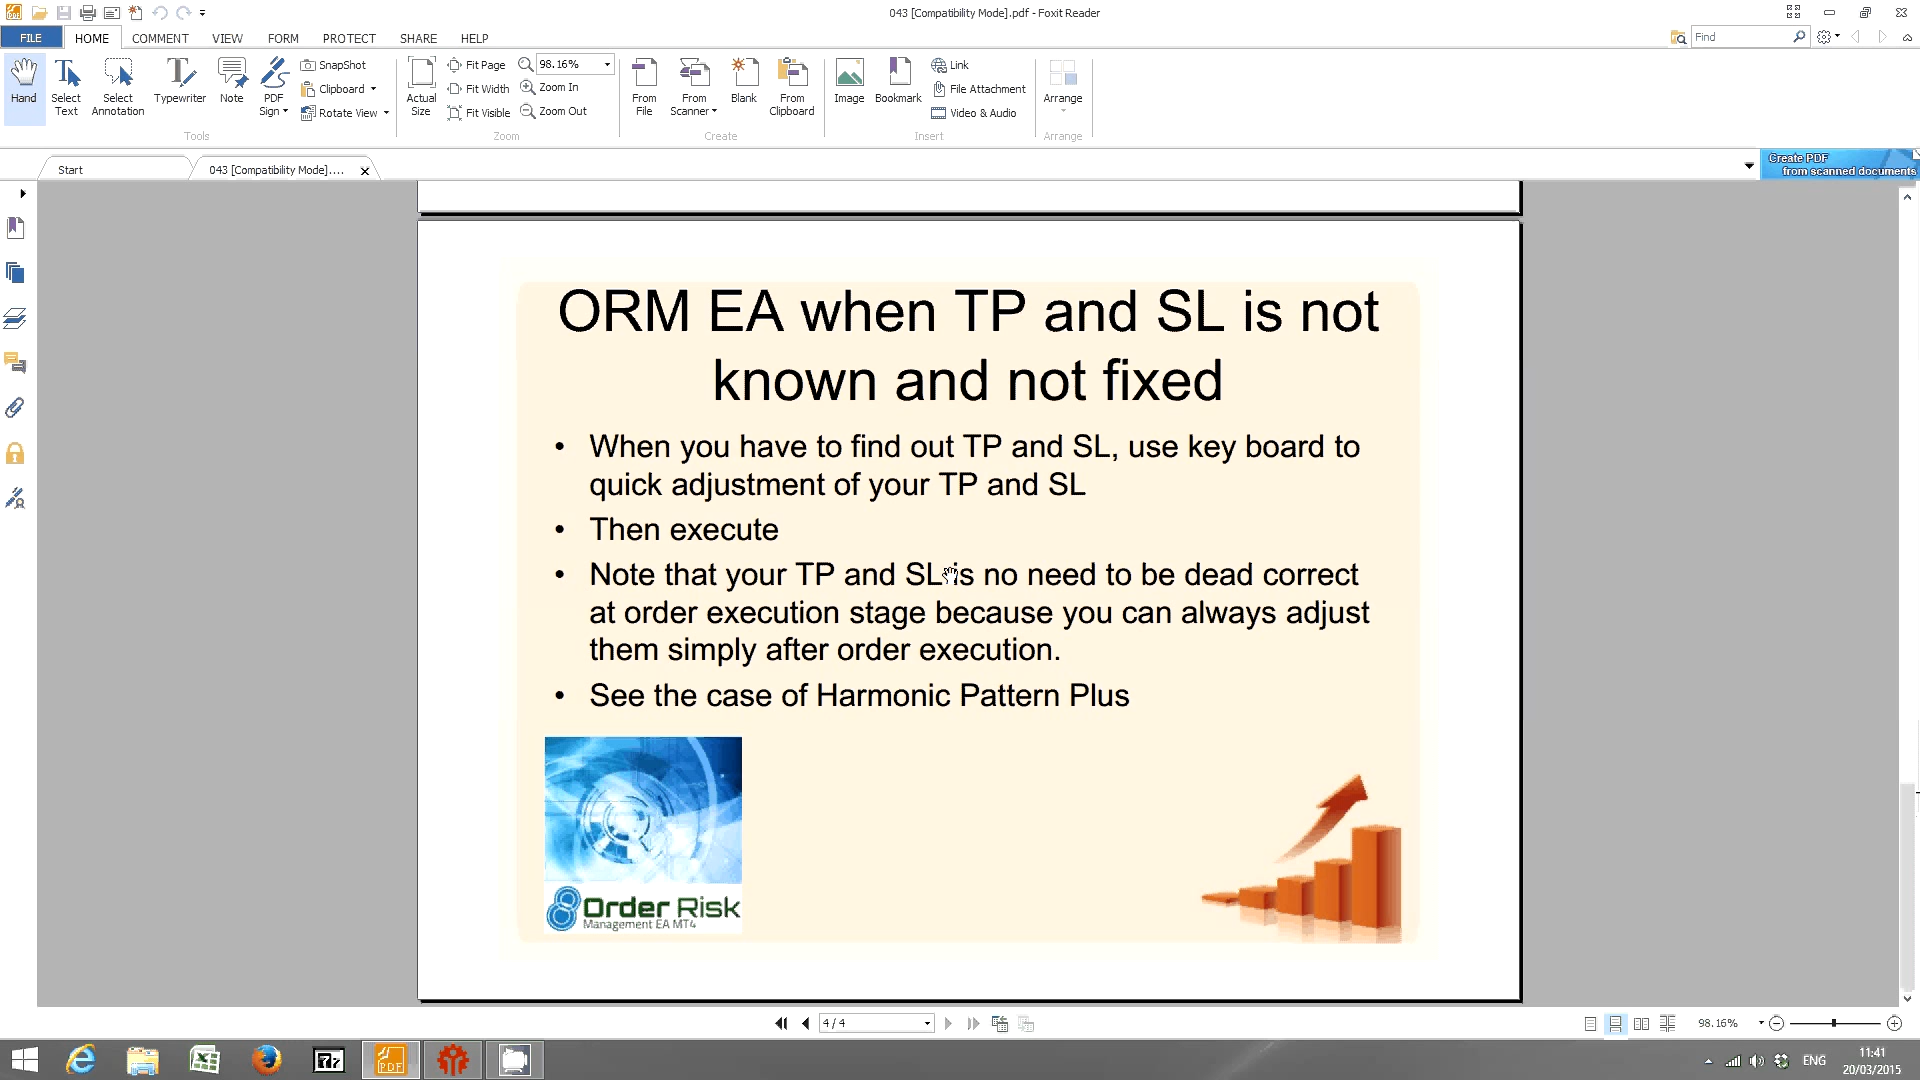 043 [Compatibility Mode].pdf - Foxit Reader
FILE HOME COMMENT VIEW FORM PROTECT SHARE HELP
Find
Hand
Select
Text
Select
Annotation
Typewriter
Note
PDF
Sign
SnapShot
Clipboard
Rotate View
Tools
Actual
Size
Fit Page
Fit Width
Fit Visible
98.16%
Zoom In
Zoom Out
Zoom
From
File
From
Scanner
Blank
From
Clipboard
Create
Image
Bookmark
Link
File Attachment
Video & Audio
Insert
Arrange
Arrange
Start
043 [Compatibility Mode]....
Create PDF
from scanned documents
ORM EA when TP and SL is not
known and not fixed
• When you have to find out TP and SL, use key board to
quick adjustment of your TP and SL
• Then execute
• Note that your TP and SL is no need to be dead correct
at order execution stage because you can always adjust
them simply after order execution.
• See the case of Harmonic Pattern Plus
Order Risk
Management EA MT4
4 / 4
98.16%
PDF
ENG
11:41
20/03/2015